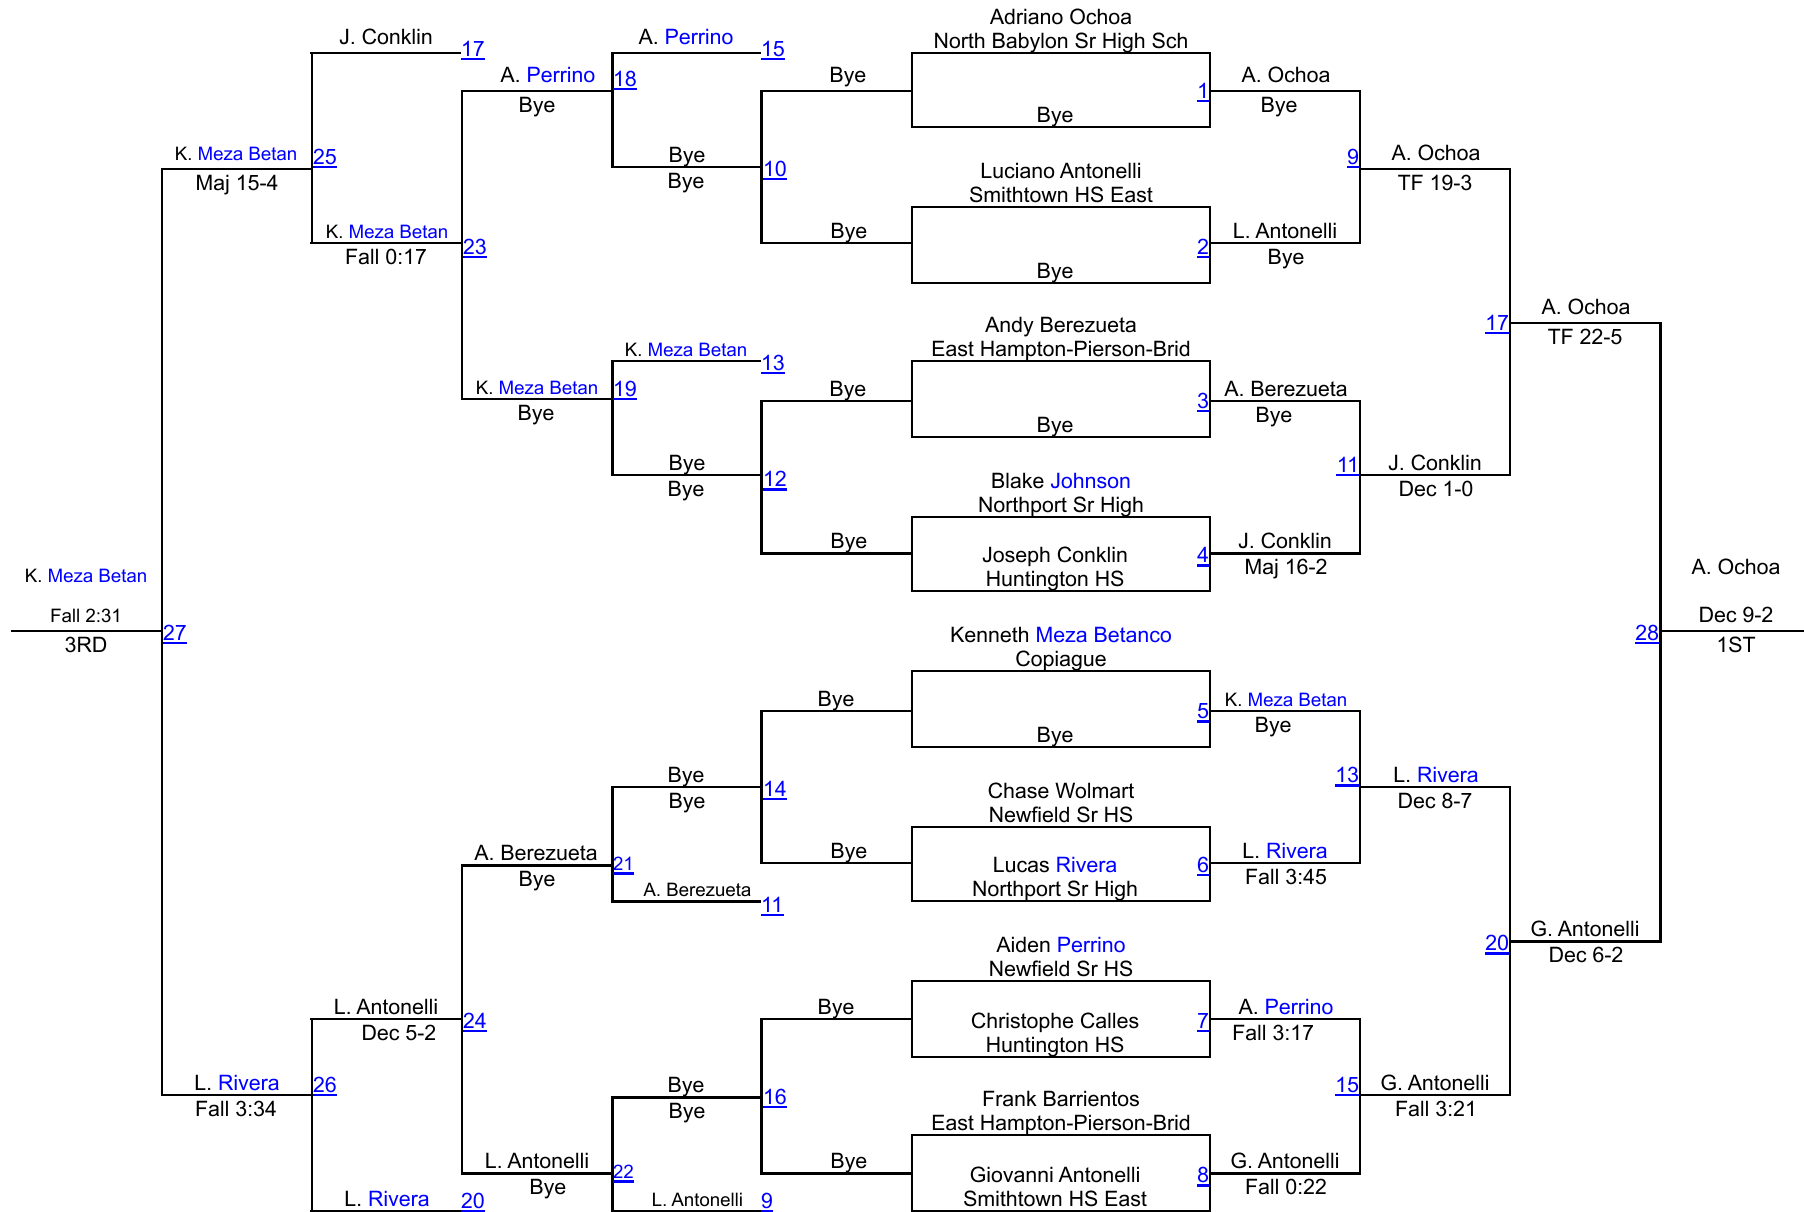 Adriano Ochoa
J. Conklin 17 A. Perrino 15 North Babylon Sr High Sch
A. Perrino 18 Bye A. Ochoa
Bye 1 Bye
Bye
K. Meza Betan 25 Bye 10 Luciano Antonelli 9 A. Ochoa
Maj 15-4 Bye Smithtown HS East TF 19-3
K. Meza Betan 23 Bye 2 L. Antonelli
Fall 0:17 Bye
Bye
A. Ochoa
17 TF 22-5
Andy Berezueta
K. Meza Betan 13 East Hampton-Pierson-Brid
K. Meza Betan 19 Bye 3 A. Berezueta
Bye Bye
Bye
Bye 12 Blake Johnson 11 J. Conklin
Bye Northport Sr High Dec 1-0
Bye Joseph Conklin 4 J. Conklin
Huntington HS Maj 16-2
K. Meza Betan A. Ochoa
Fall 2:31 27 28 Dec 9-2
3RD 1ST
Kenneth Meza Betanco
Copiague
Bye 5 K. Meza Betan
Bye Bye
Bye 14 Chase Wolmart 13 L. Rivera
Bye Newfield Sr HS Dec 8-7
A. Berezueta 21 Bye Lucas Rivera 6 L. Rivera
Bye Northport Sr High Fall 3:45
A. Berezueta 11
G. Antonelli
20 Dec 6-2
Aiden Perrino
Newfield Sr HS
L. Antonelli 24 Bye Christophe Calles 7 A. Perrino
Dec 5-2 Huntington HS Fall 3:17
L. Rivera 26 Bye 16 Frank Barrientos 15 G. Antonelli
Fall 3:34 Bye East Hampton-Pierson-Brid Fall 3:21
L. Antonelli 22 Bye Giovanni Antonelli 8 G. Antonelli
Bye Smithtown HS East Fall 0:22
L. Rivera 20 L. Antonelli 9